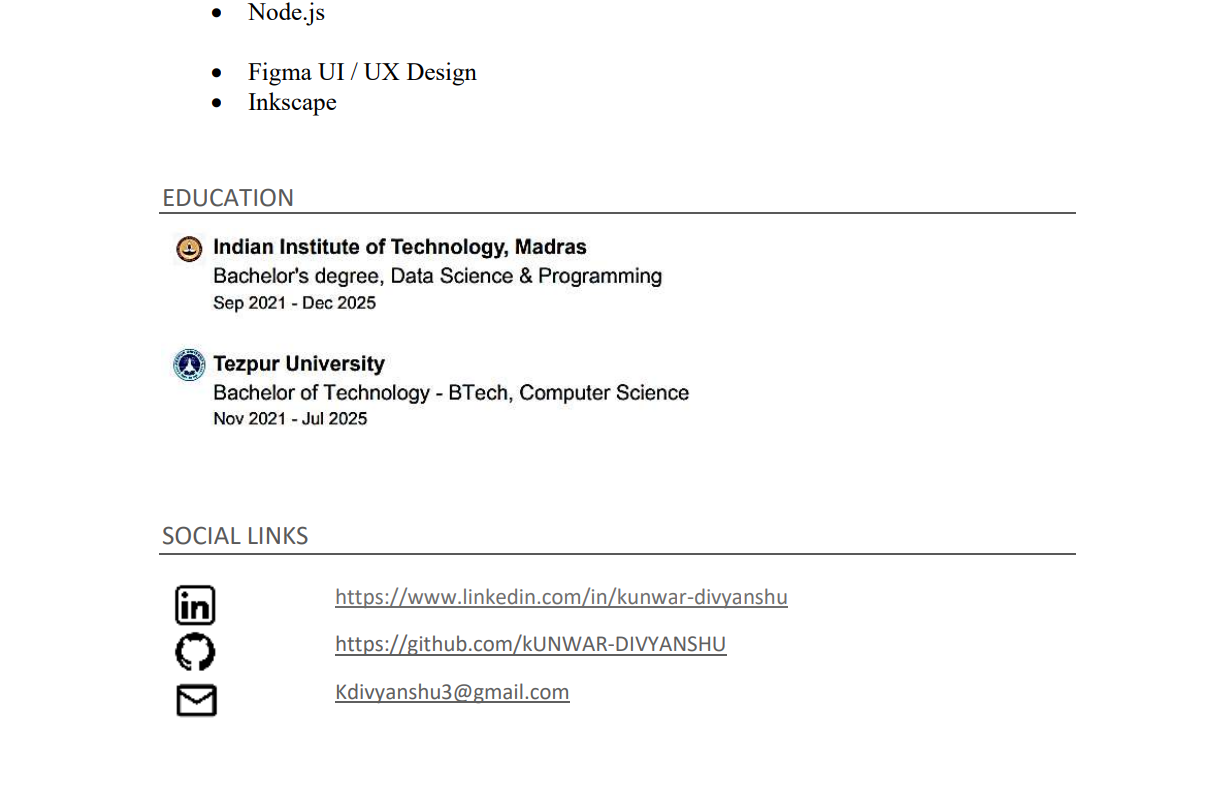 Node.js
Figma UI / UX Design
Inkscape
EDUCATION
Indian Institute of Technology, Madras
Bachelor's degree, Data Science & Programming
Sep 2021 - Dec 2025
Tezpur University
Bachelor of Technology - BTech, Computer Science
Nov 2021 - Jul 2025
SOCIAL LINKS
in
https://www.linkedin.com/in/kunwar-divyanshu
https://github.com/kUNWAR-DIVYANSHU
Kdivyanshu3@gmail.com